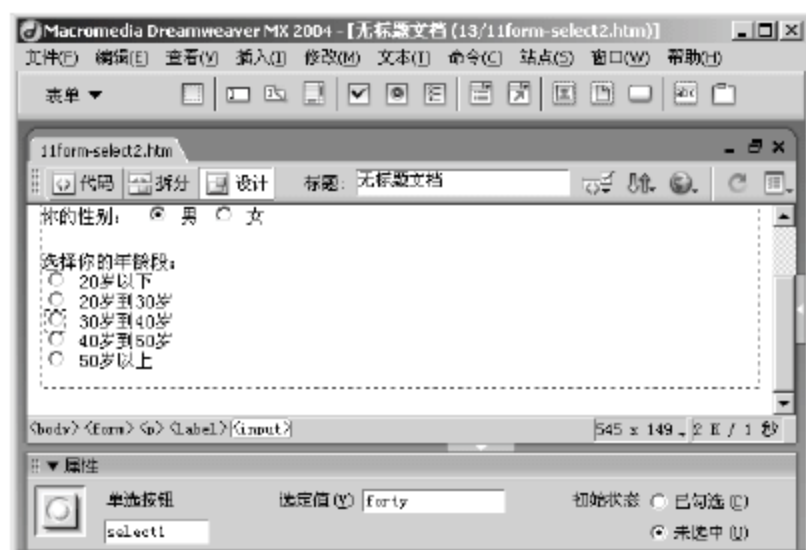 Macromedia Dreamweaver MX 2004 - [无标题文档 (13/11form-select2.htm)]
文件(F) 编辑(E) 查看(V) 插入(I) 修改(M) 文本(T) 命令(C) 站点(S) 窗口(W) 帮助(H)
表单
11form-select2.htm
代码 拆分 设计 标题: 无标题文档
你的性别: 男 女
选择你的年龄段:
20岁以下
20岁到30岁
30岁到40岁
40岁到50岁
50岁以上
<body> <form> <p> <label> <input> 545 x 149 2 K / 1 秒
属性
单选按钮 选定值(V) forty 初始状态 已勾选(C)
select1 未选中(U)